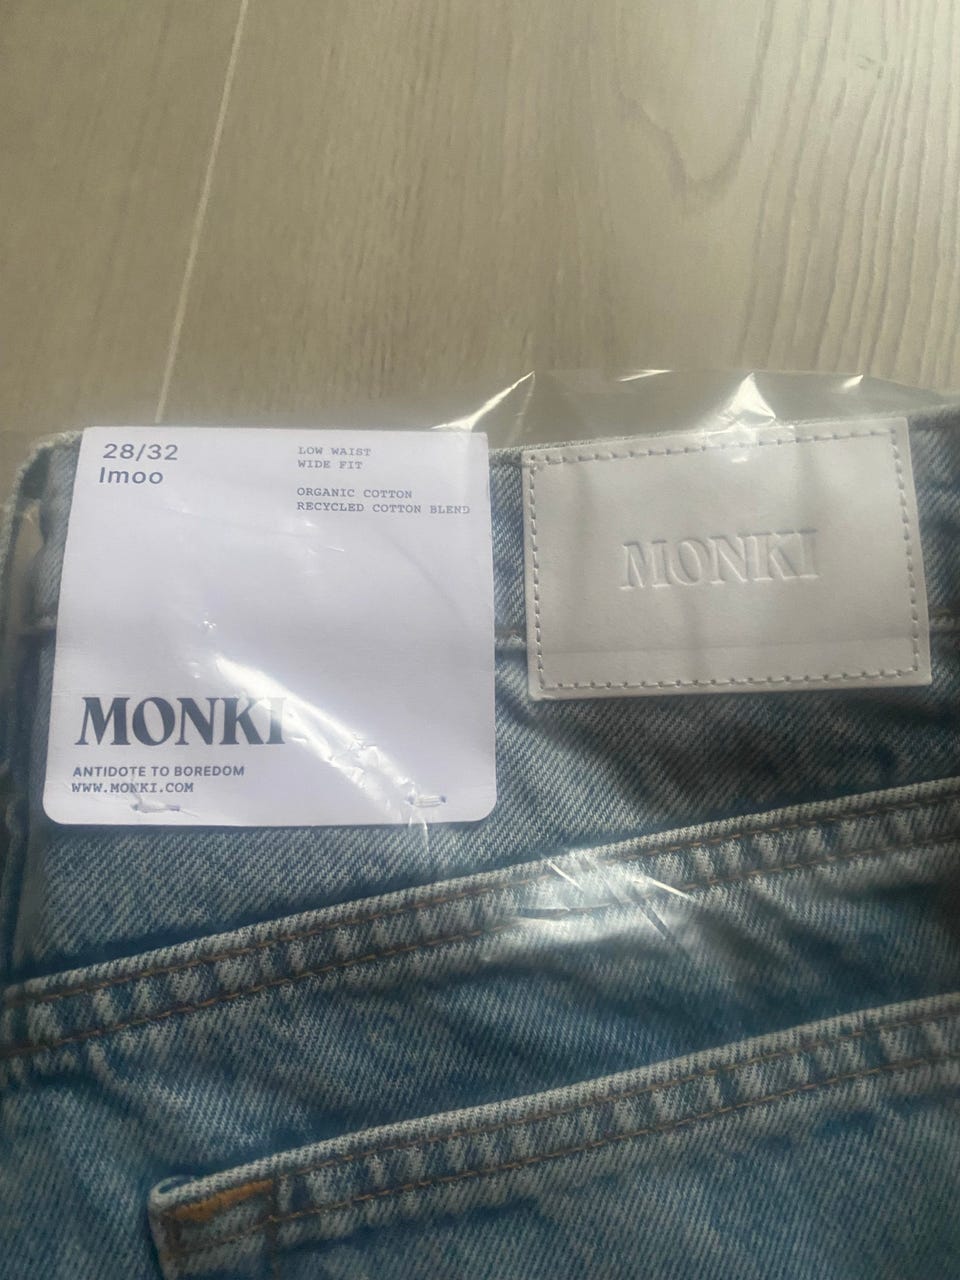 28/32
Imoo
LOW WAIST
WIDE FIT
ORGANIC COTTON
RECYCLED COTTON BLEND
MONKI
ANTIDOTE TO BOREDOM
WWW.MONKI.COM
MONKI